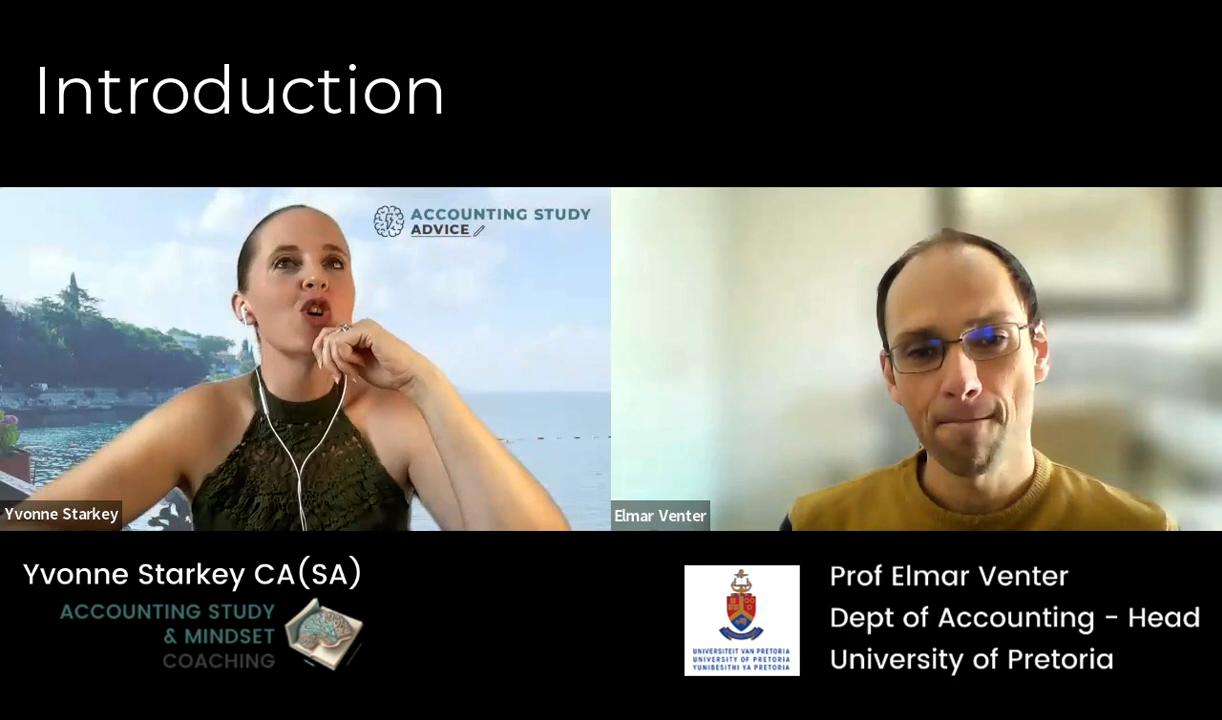 Introduction
ACCOUNTING STUDY
ADVICE
Yvonne Starkey
Elmar Venter
Yvonne Starkey CA(SA)
ACCOUNTING STUDY
& MINDSET
COACHING
UNIVERSITEIT VAN PRETORIA
UNIVERSITY OF PRETORIA
YUNIBESITHI YA PRETORIA
Prof Elmar Venter
Dept of Accounting - Head
University of Pretoria